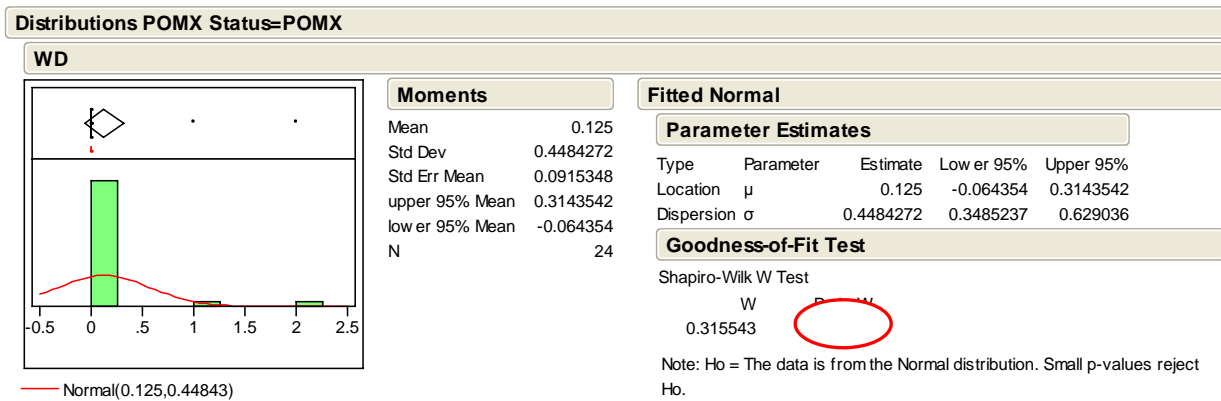 Distributions POMX Status=POMX
WD
-0.5 0 .5 1 1.5 2 2.5
Normal(0.125,0.44843)
Moments
Mean 0.125
Std Dev 0.4484272
Std Err Mean 0.0915348
upper 95% Mean 0.3143542
lower 95% Mean -0.064354
N 24
Fitted Normal
Parameter Estimates
Type Parameter Estimate Lower 95% Upper 95%
Location μ 0.125 -0.064354 0.3143542
Dispersion σ 0.4484272 0.3485237 0.629036
Goodness-of-Fit Test
Shapiro-Wilk W Test
W
0.315543
Note: Ho = The data is from the Normal distribution. Small p-values reject
Ho.